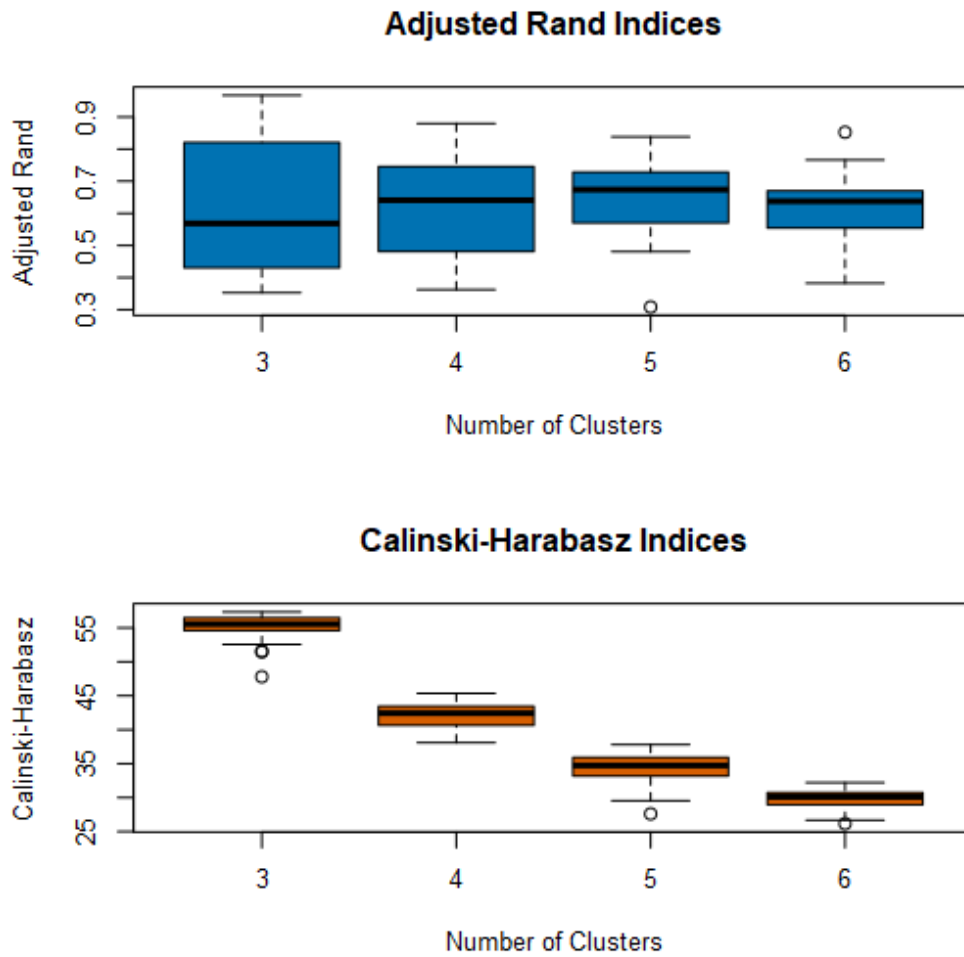 Adjusted Rand Indices
Adjusted Rand
0.9
0.7
0.5
0.3
3 4 5 6
Number of Clusters
Calinski-Harabasz Indices
Calinski-Harabasz
55
45
35
25
3 4 5 6
Number of Clusters